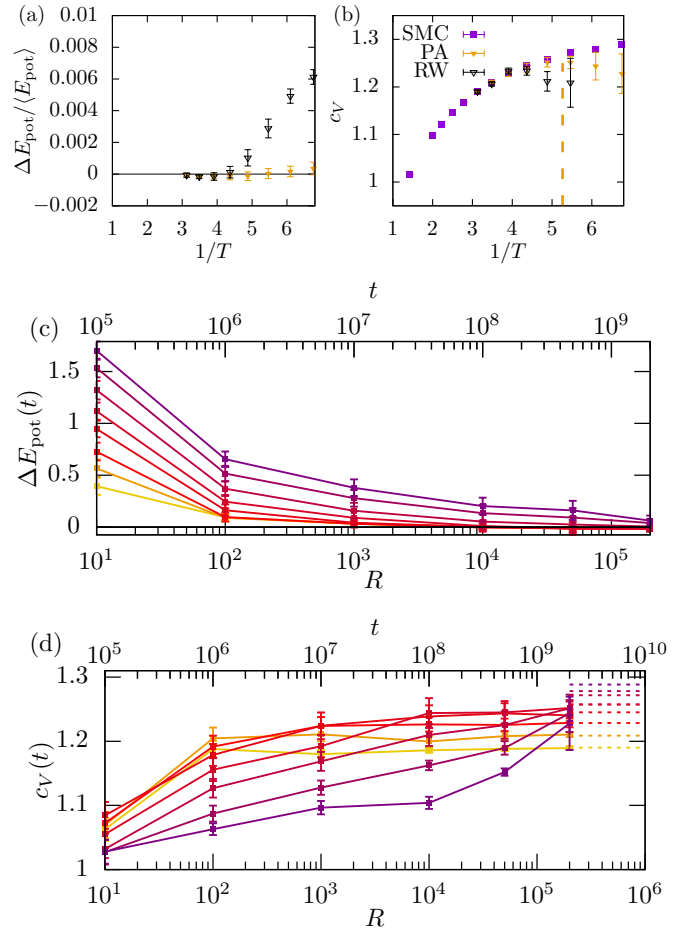 (a)
0.01
0.008
0.006
0.004
0.002
0
−0.002
ΔE_pot/⟨E_pot⟩
1 2 3 4 5 6
1/T
(b)
SMC
PA
RW
1.3
1.2
1.1
1
c_V
1 2 3 4 5 6
1/T
(c)
t
10^5 10^6 10^7 10^8 10^9
1.5
1
0.5
0
ΔE_pot(t)
10^1 10^2 10^3 10^4 10^5
R
(d)
t
10^5 10^6 10^7 10^8 10^9 10^10
1.3
1.2
1.1
1
c_V(t)
10^1 10^2 10^3 10^4 10^5 10^6
R